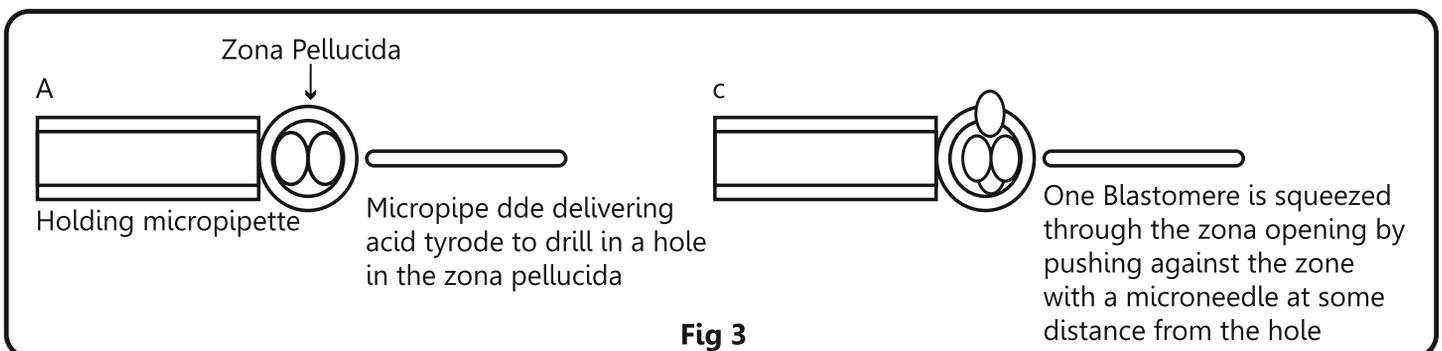 Zona Pellucida
A
Holding micropipette
Micropipe dde delivering
acid tyrode to drill in a hole
in the zona pellucida
c
One Blastomere is squeezed
through the zona opening by
pushing against the zone
with a microneedle at some
distance from the hole
Fig 3